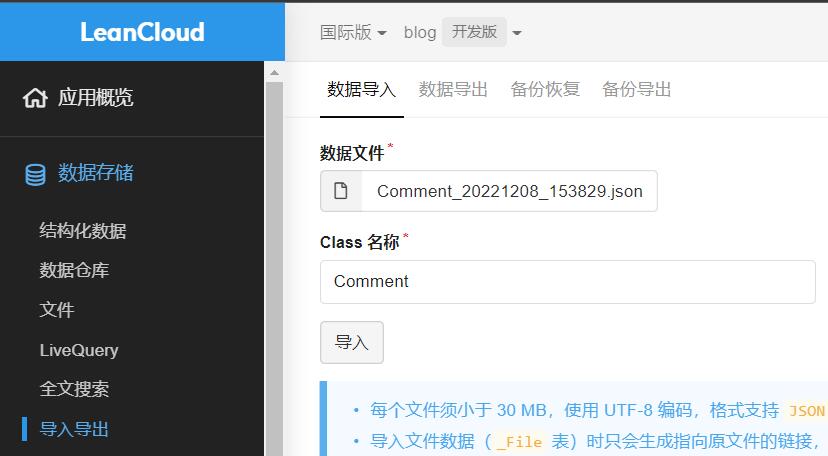 LeanCloud
国际版 blog 开发版
应用概览
数据存储
结构化数据
数据仓库
文件
LiveQuery
全文搜索
导入导出
数据导入 数据导出 备份恢复 备份导出
数据文件*
Comment_20221208_153829.json
Class 名称*
Comment
导入
• 每个文件须小于 30 MB，使用 UTF-8 编码，格式支持 JSON
• 导入文件数据（_File 表）时只会生成指向原文件的链接，